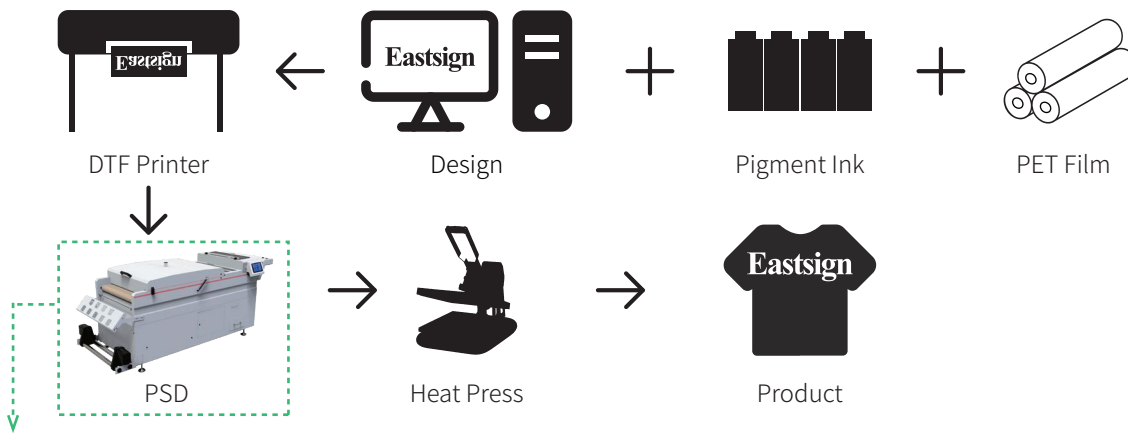 Eastsign
Eastsign
DTF Printer
Design
Pigment Ink
PET Film
Eastsign
PSD
Heat Press
Product